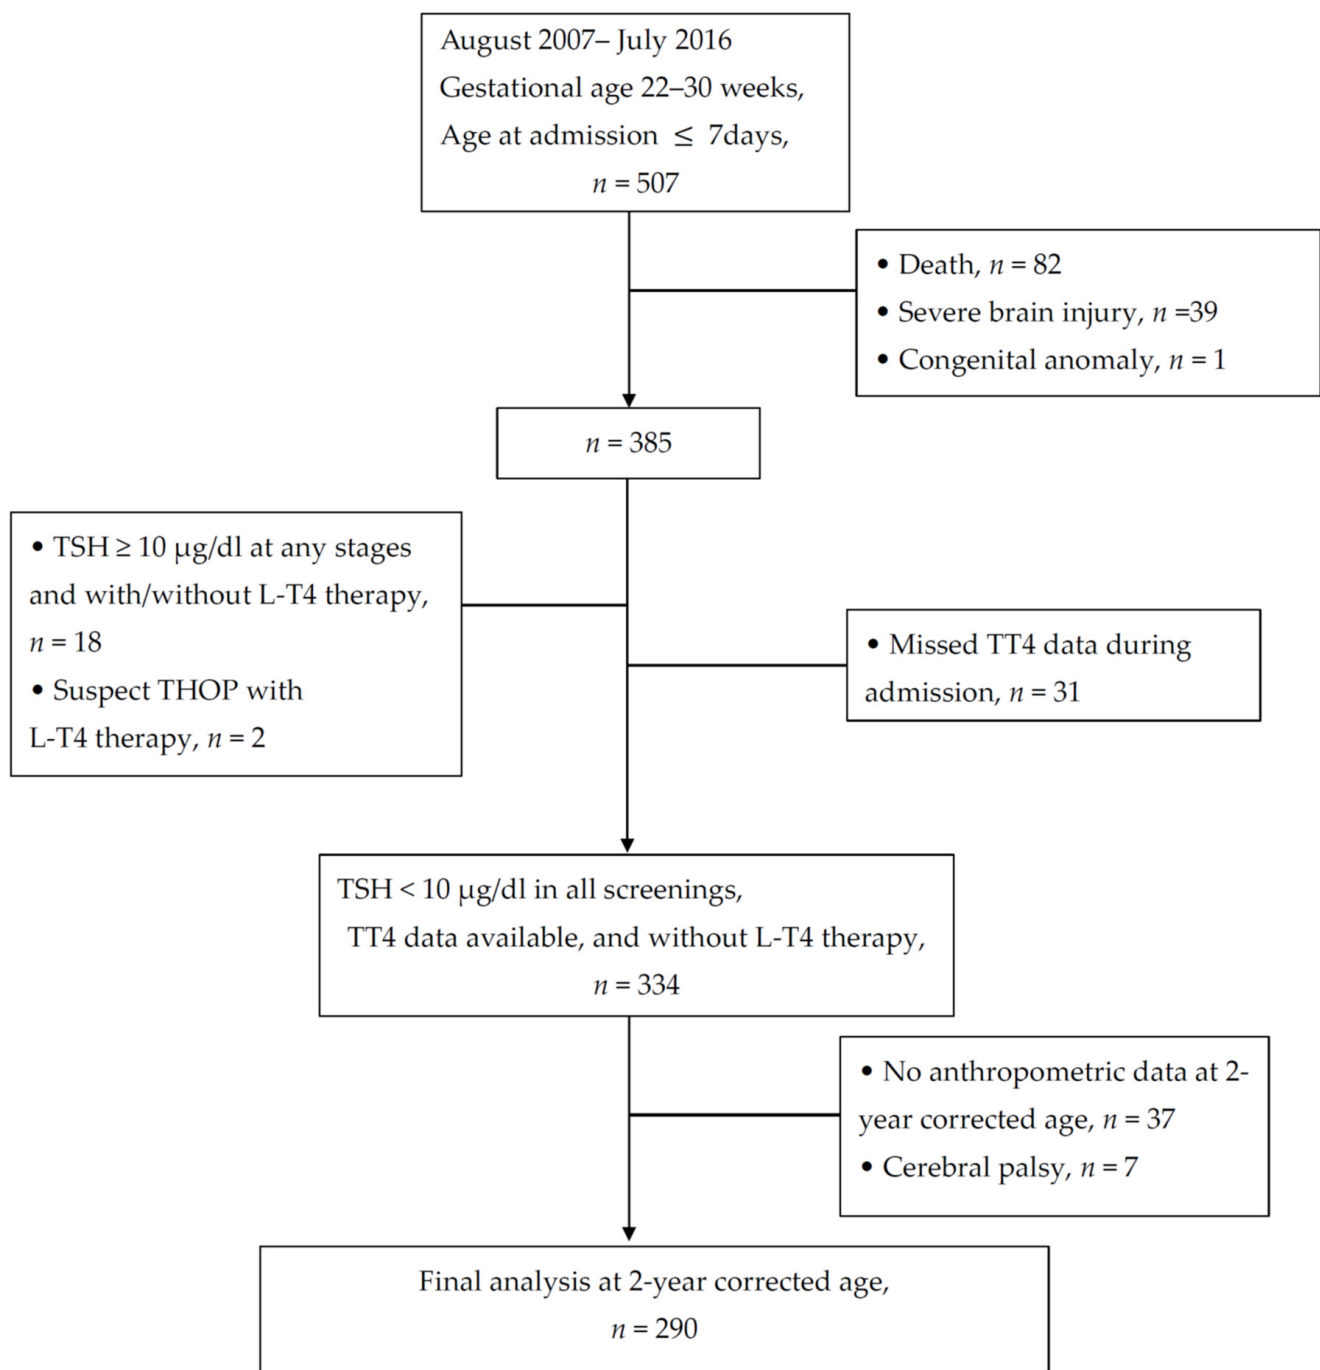 August 2007– July 2016
Gestational age 22–30 weeks,
Age at admission ≤ 7days,
n = 507
• Death, n = 82
• Severe brain injury, n =39
• Congenital anomaly, n = 1
n = 385
• TSH ≥ 10 µg/dl at any stages
and with/without L-T4 therapy,
n = 18
• Suspect THOP with
L-T4 therapy, n = 2
• Missed TT4 data during
admission, n = 31
TSH < 10 µg/dl in all screenings,
TT4 data available, and without L-T4 therapy,
n = 334
• No anthropometric data at 2-
year corrected age, n = 37
• Cerebral palsy, n = 7
Final analysis at 2-year corrected age,
n = 290